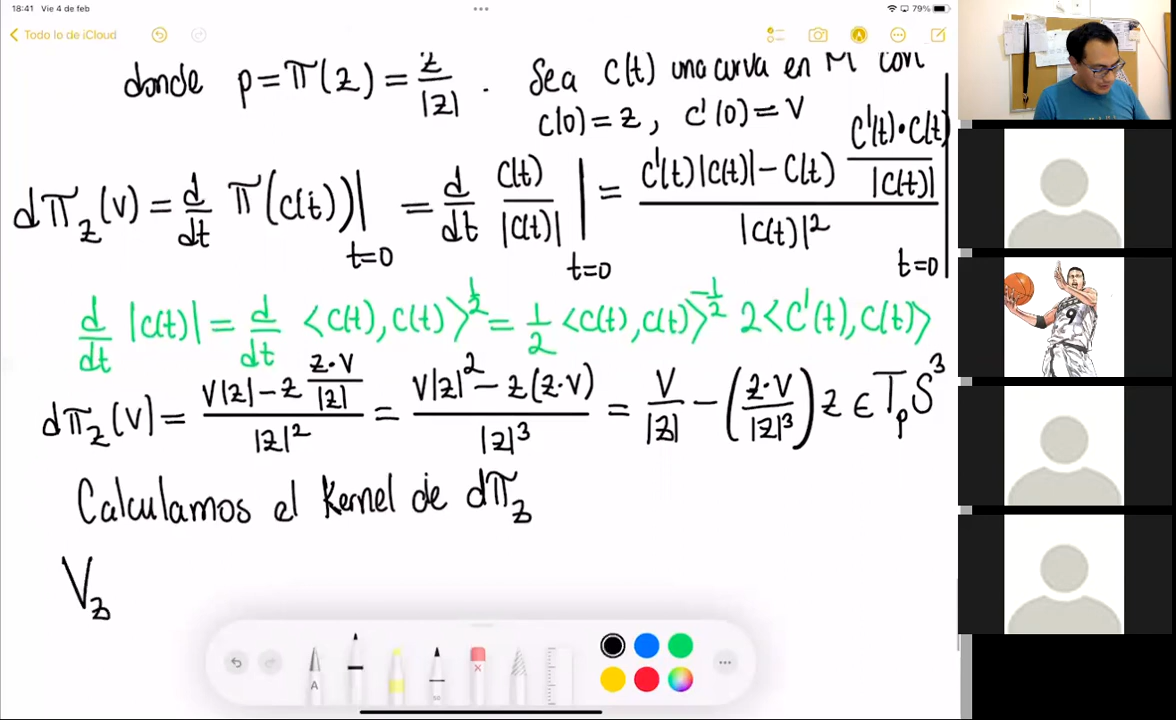 18:41 Vie 4 de feb
79%
Todo lo de iCloud
donde p = π(z) = z/|z| . Sea c(t) una curva en M con
c(0) = z , c'(0) = V
dπ_z(V) = d/dt π(c(t))|_{t=0} = d/dt c(t)/|c(t)| |_{t=0} = (c'(t)|c(t)| - c(t) (c'(t)·c(t))/|c(t)|)/|c(t)|² |_{t=0}
d/dt |c(t)| = d/dt <c(t), c(t)>^{1/2} = 1/2 <c(t), c(t)>^{-1/2} 2<c'(t), c(t)>
dπ_z(V) = (V|z| - z (z·V)/|z|)/|z|² = (V|z|² - z(z·V))/|z|³ = V/|z| - ((z·V)/|z|³) z ∈ T_pS³
Calculamos el Kernel de dπ_z
V_z
A
9